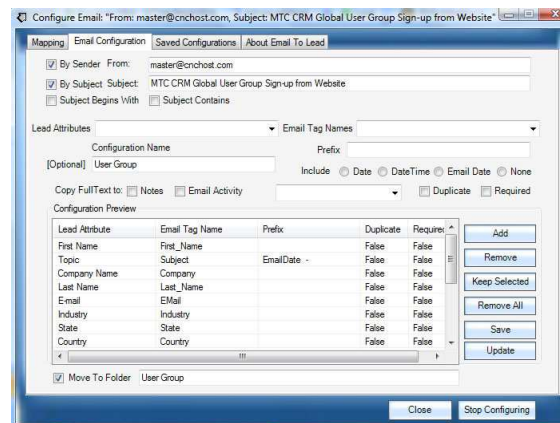 Configure Email: "From: master@cnchost.com, Subject: MTC CRM Global User Group Sign-up from Website"
Mapping Email Configuration Saved Configurations About Email To Lead
By Sender From: master@cnchost.com
By Subject Subject: MTC CRM Global User Group Sign-up from Website
Subject Begins With Subject Contains
Lead Attributes Email Tag Names
Configuration Name Prefix
[Optional] User Group
Include Date DateTime Email Date None
Copy FullText to: Notes Email Activity Duplicate Required
Configuration Preview
Lead Attribute Email Tag Name Prefix Duplicate Required
First Name First_Name False False
Topic Subject EmailDate - False False
Company Name Company False False
Last Name Last_Name False False
E-mail EMail False False
Industry Industry False False
State State False False
Country Country False False
Add
Remove
Keep Selected
Remove All
Save
Update
Move To Folder User Group
Close Stop Configuring